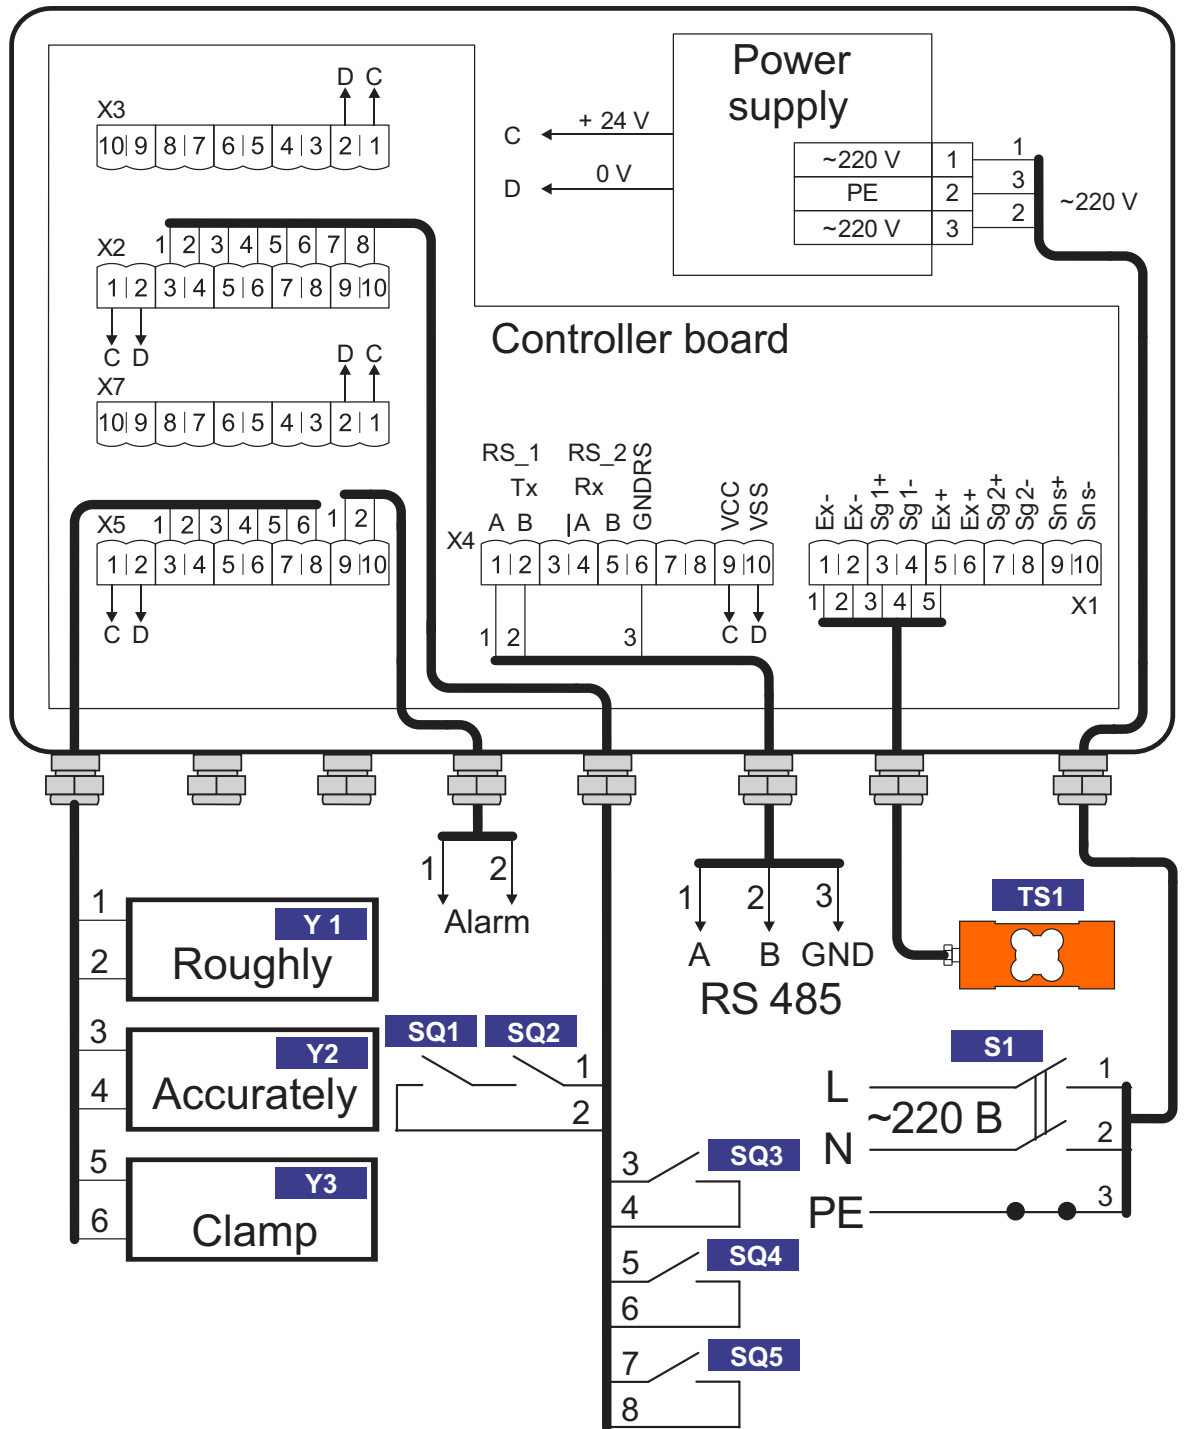 Power
supply
D C
X3
10 9 8 7 6 5 4 3 2 1
C + 24 V
D 0 V
~220 V 1 1
PE 2 3
~220 V 3 2
~220 V
1 2 3 4 5 6 7 8
X2
1 2 3 4 5 6 7 8 9 10
C D
Controller board
D C
X7
10 9 8 7 6 5 4 3 2 1
1 2 3 4 5 6 1 2
X5
1 2 3 4 5 6 7 8 9 10
C D
RS_1 RS_2
Tx Rx
A B A B GNDRS VCC VSS
X4
1 2 3 4 5 6 7 8 9 10
1 2 3
C D
Ex- Ex- Sg1+ Sg1- Ex+ Ex+ Sg2+ Sg2- Sns+ Sns-
1 2 3 4 5 6 7 8 9 10
1 2 3 4 5
X1
1 2
Alarm
1 2 3
A B GND
RS 485
TS1
1
2
Y 1
Roughly
3
4
Y2
Accurately
5
6
Y3
Clamp
SQ1 SQ2
1
2
3
4
SQ3
5
6
SQ4
7
8
SQ5
S1
L 1
~220 В
N 2
PE 3